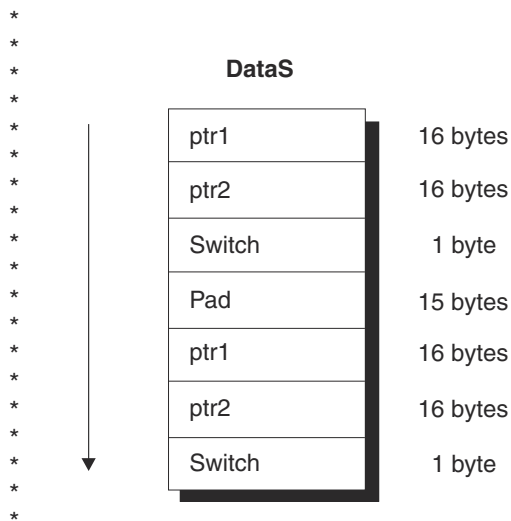 *
*
* DataS
*
* ptr1 16 bytes
*
* ptr2 16 bytes
*
* Switch 1 byte
*
* Pad 15 bytes
*
* ptr1 16 bytes
*
* ptr2 16 bytes
*
* Switch 1 byte
*
*